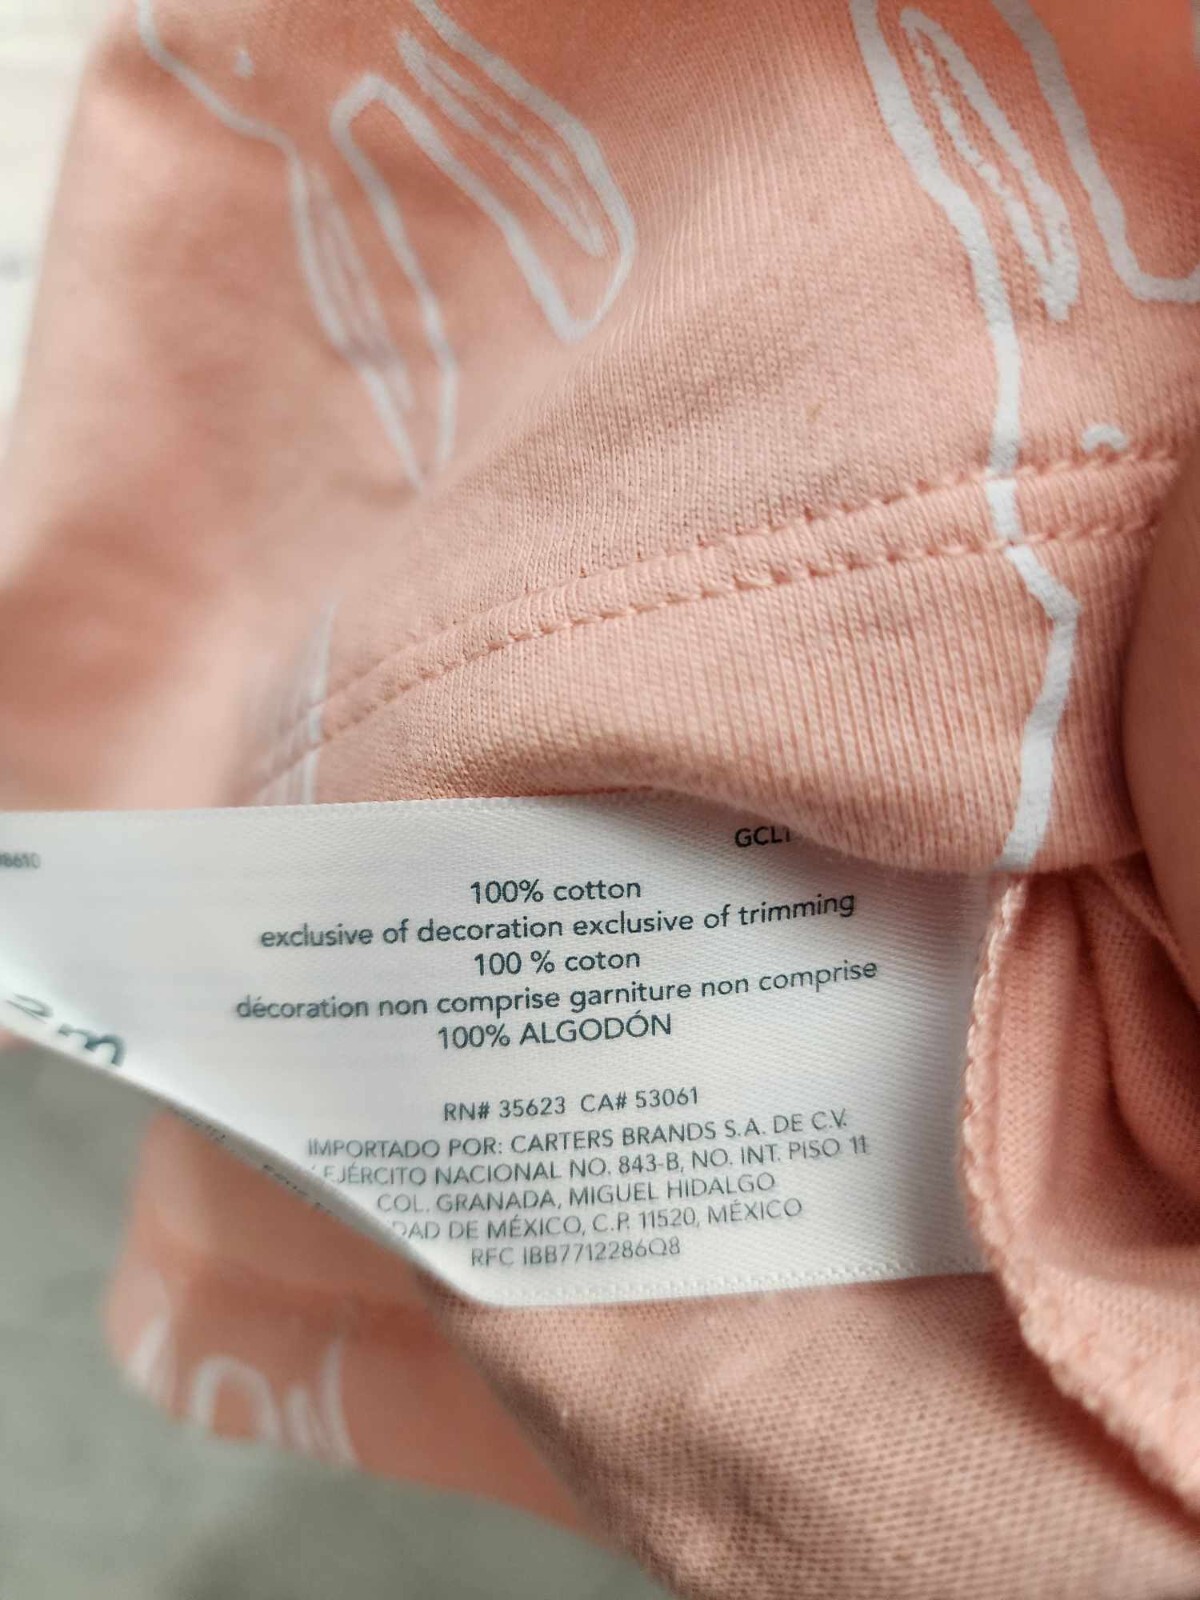 GCL1
100% cotton
exclusive of decoration exclusive of trimming
100 % coton
décoration non comprise garniture non comprise
100% ALGODÓN
RN# 35623 CA# 53061
IMPORTADO POR: CARTERS BRANDS S.A. DE C.V.
EJÉRCITO NACIONAL NO. 843-B, NO. INT. PISO 11
COL. GRANADA, MIGUEL HIDALGO
DAD DE MÉXICO, C.P. 11520, MÉXICO
RFC IBB7712286Q8